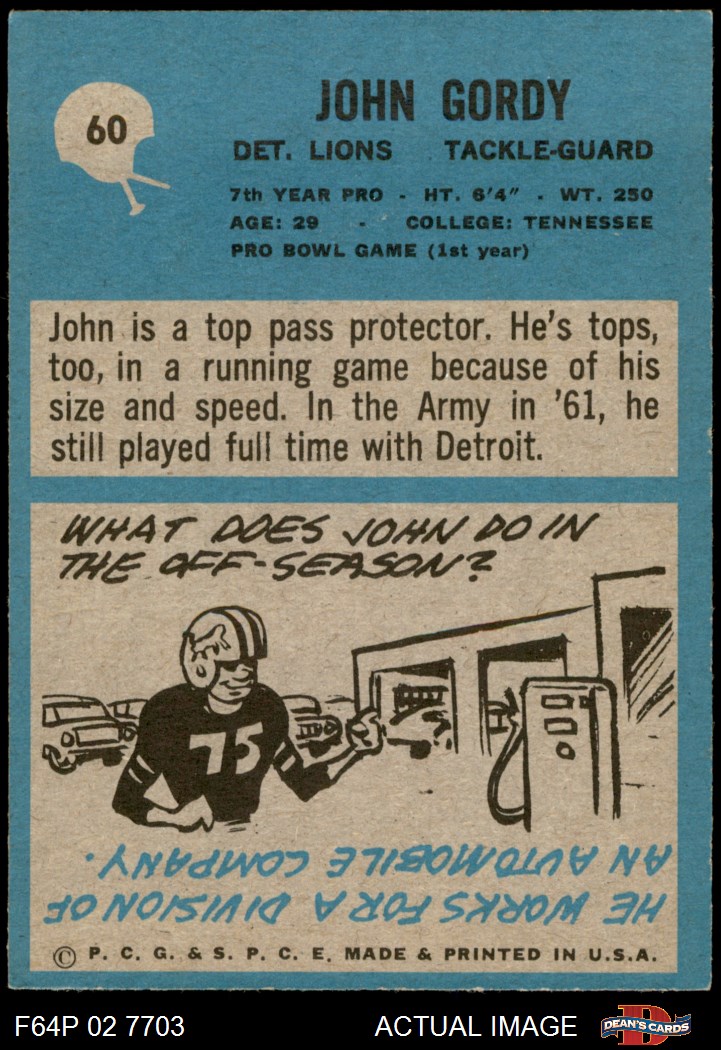 60
JOHN GORDY
DET. LIONS TACKLE-GUARD
7th YEAR PRO - HT. 6'4" - WT. 250
AGE: 29 - COLLEGE: TENNESSEE
PRO BOWL GAME (1st year)
John is a top pass protector. He's tops,
too, in a running game because of his
size and speed. In the Army in '61, he
still played full time with Detroit.
WHAT DOES JOHN DO IN
THE OFF-SEASON?
75
HE WORKS FOR A DIVISION OF
AN AUTOMOBILE COMPANY.
© P. C. G. & S. P. C. E. MADE & PRINTED IN U.S.A.
F64P 02 7703 ACTUAL IMAGE D DEAN'S CARDS